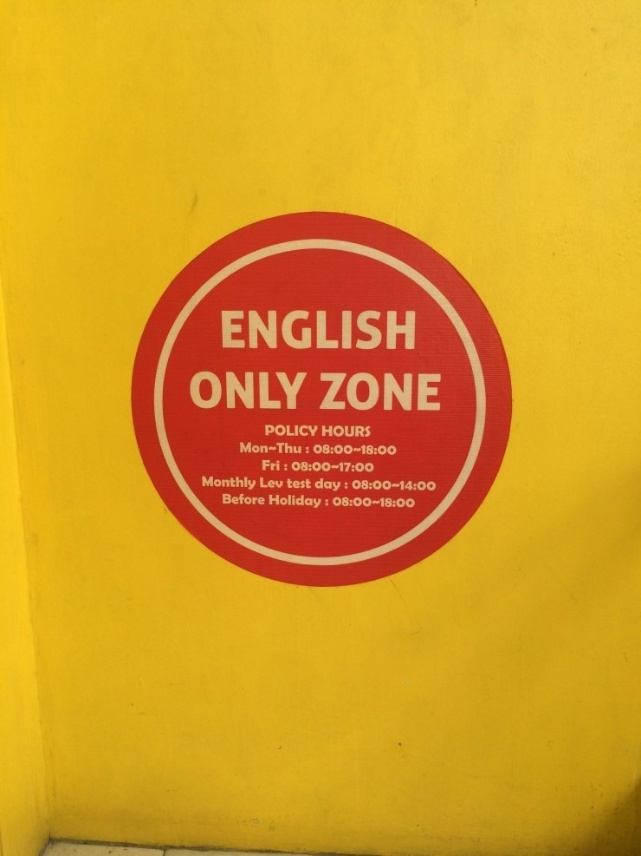 ENGLISH
ONLY ZONE
POLICY HOURS
Mon~Thu : 08:00~18:00
Fri : 08:00~17:00
Monthly Lev test day : 08:00~14:00
Before Holiday : 08:00~18:00